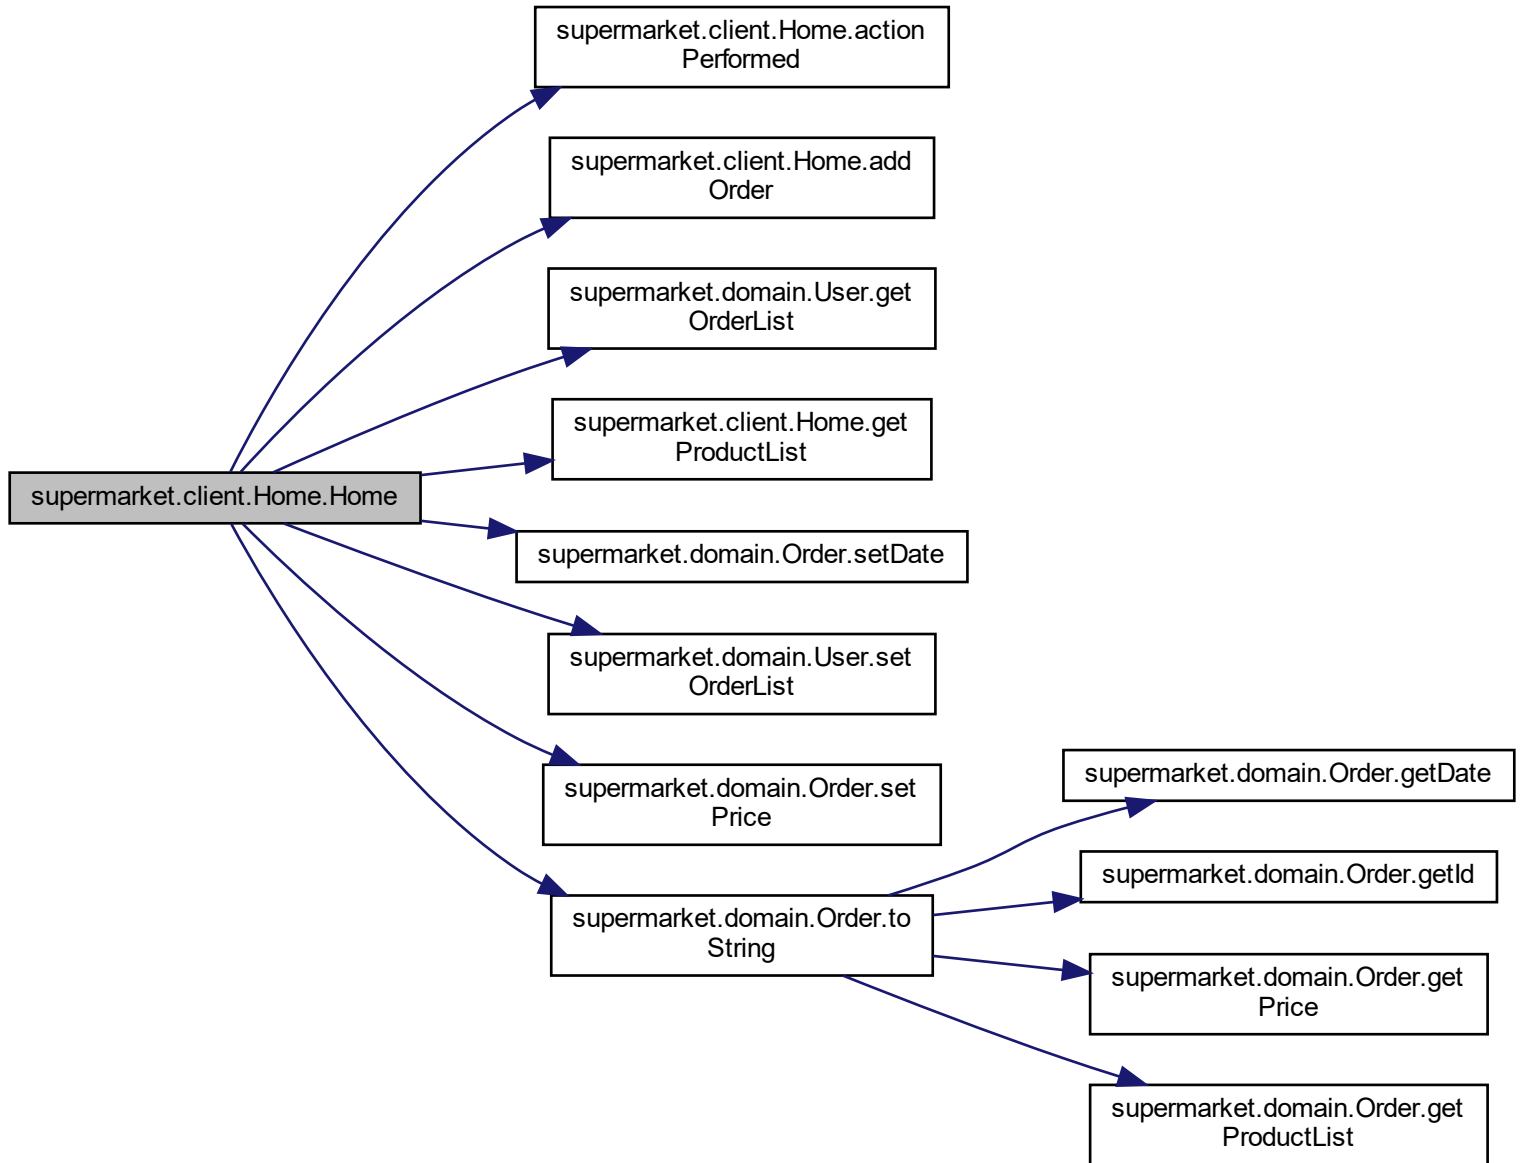 supermarket.client.Home.action
Performed
supermarket.client.Home.add
Order
supermarket.domain.User.get
OrderList
supermarket.client.Home.get
ProductList
supermarket.client.Home.Home
supermarket.domain.Order.setDate
supermarket.domain.User.set
OrderList
supermarket.domain.Order.set
Price
supermarket.domain.Order.to
String
supermarket.domain.Order.getDate
supermarket.domain.Order.getId
supermarket.domain.Order.get
Price
supermarket.domain.Order.get
ProductList